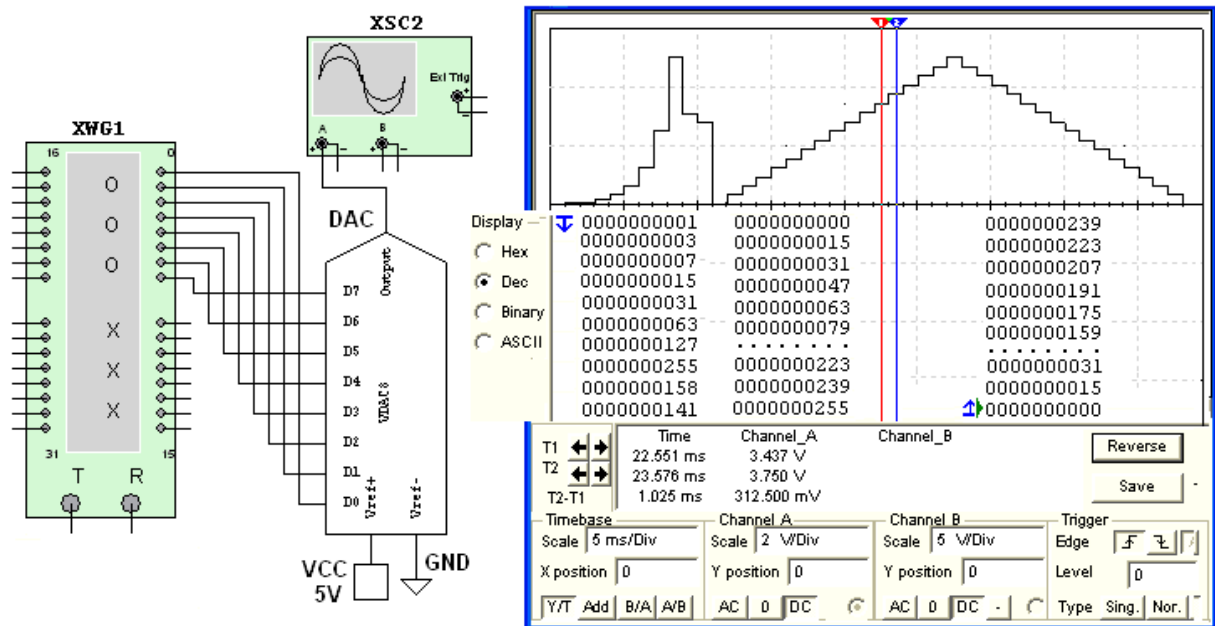 XSC2
Ext Trig
+
−
A
B
+ −
+ −
XWG1
16
0
O
O
O
X
X
X
31
15
T
R
DAC
Output
D7
D6
D5
D4
D3
D2
D1
D0
VDAC8
Vref+
Vref-
VCC
5V
GND
1
2
Display
Hex
Dec
Binary
ASCII
0000000001
0000000003
0000000007
0000000015
0000000031
0000000063
0000000127
0000000255
0000000158
0000000141
0000000000
0000000015
0000000031
0000000047
0000000063
0000000079
. . . . . . . .
0000000223
0000000239
0000000255
0000000239
0000000223
0000000207
0000000191
0000000175
0000000159
. . . . . . . .
0000000031
0000000015
0000000000
Time Channel_A Channel_B
T1 22.551 ms 3.437 V
T2 23.576 ms 3.750 V
T2-T1 1.025 ms 312.500 mV
Reverse
Save
Timebase
Scale 5 ms/Div
X position 0
Y/T Add B/A A/B
Channel A
Scale 2 V/Div
Y position 0
AC 0 DC
Channel B
Scale 5 V/Div
Y position 0
AC 0 DC -
Trigger
Edge
Level 0
Type Sing. Nor.